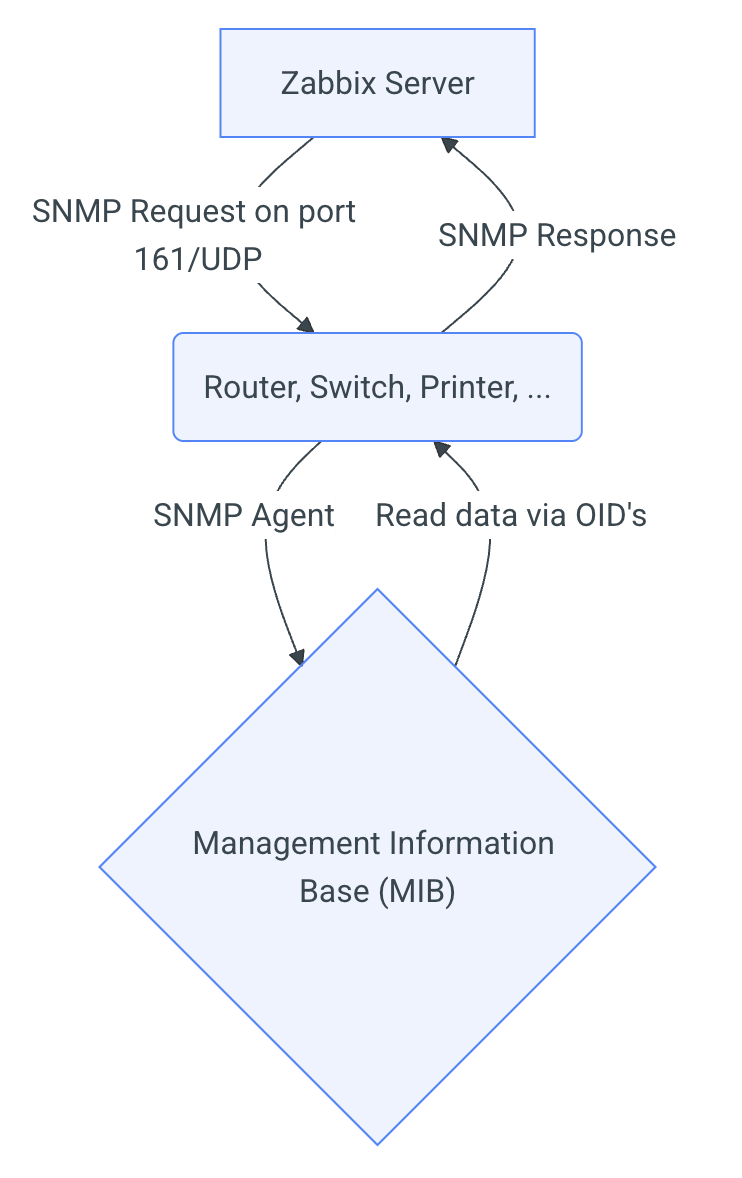 Zabbix Server
SNMP Request on port
161/UDP
SNMP Response
Router, Switch, Printer, ...
SNMP Agent
Read data via OID's
Management Information
Base (MIB)